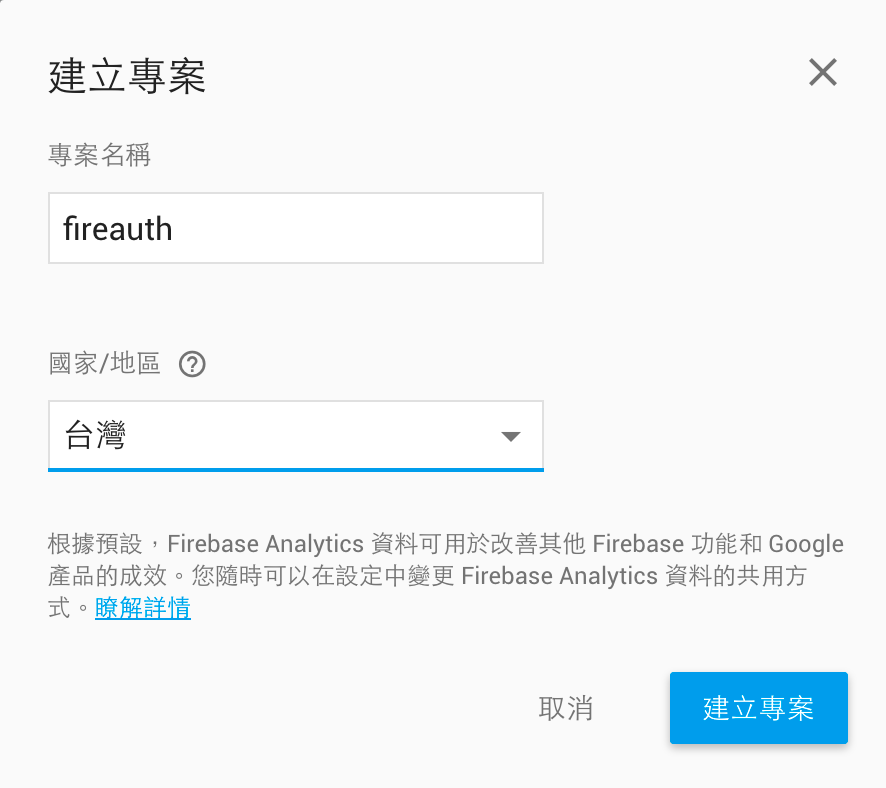 建立專案
專案名稱
fireauth
國家/地區
台灣
根據預設，Firebase Analytics 資料可用於改善其他 Firebase 功能和 Google
產品的成效。您隨時可以在設定中變更 Firebase Analytics 資料的共用方
式。瞭解詳情
取消
建立專案